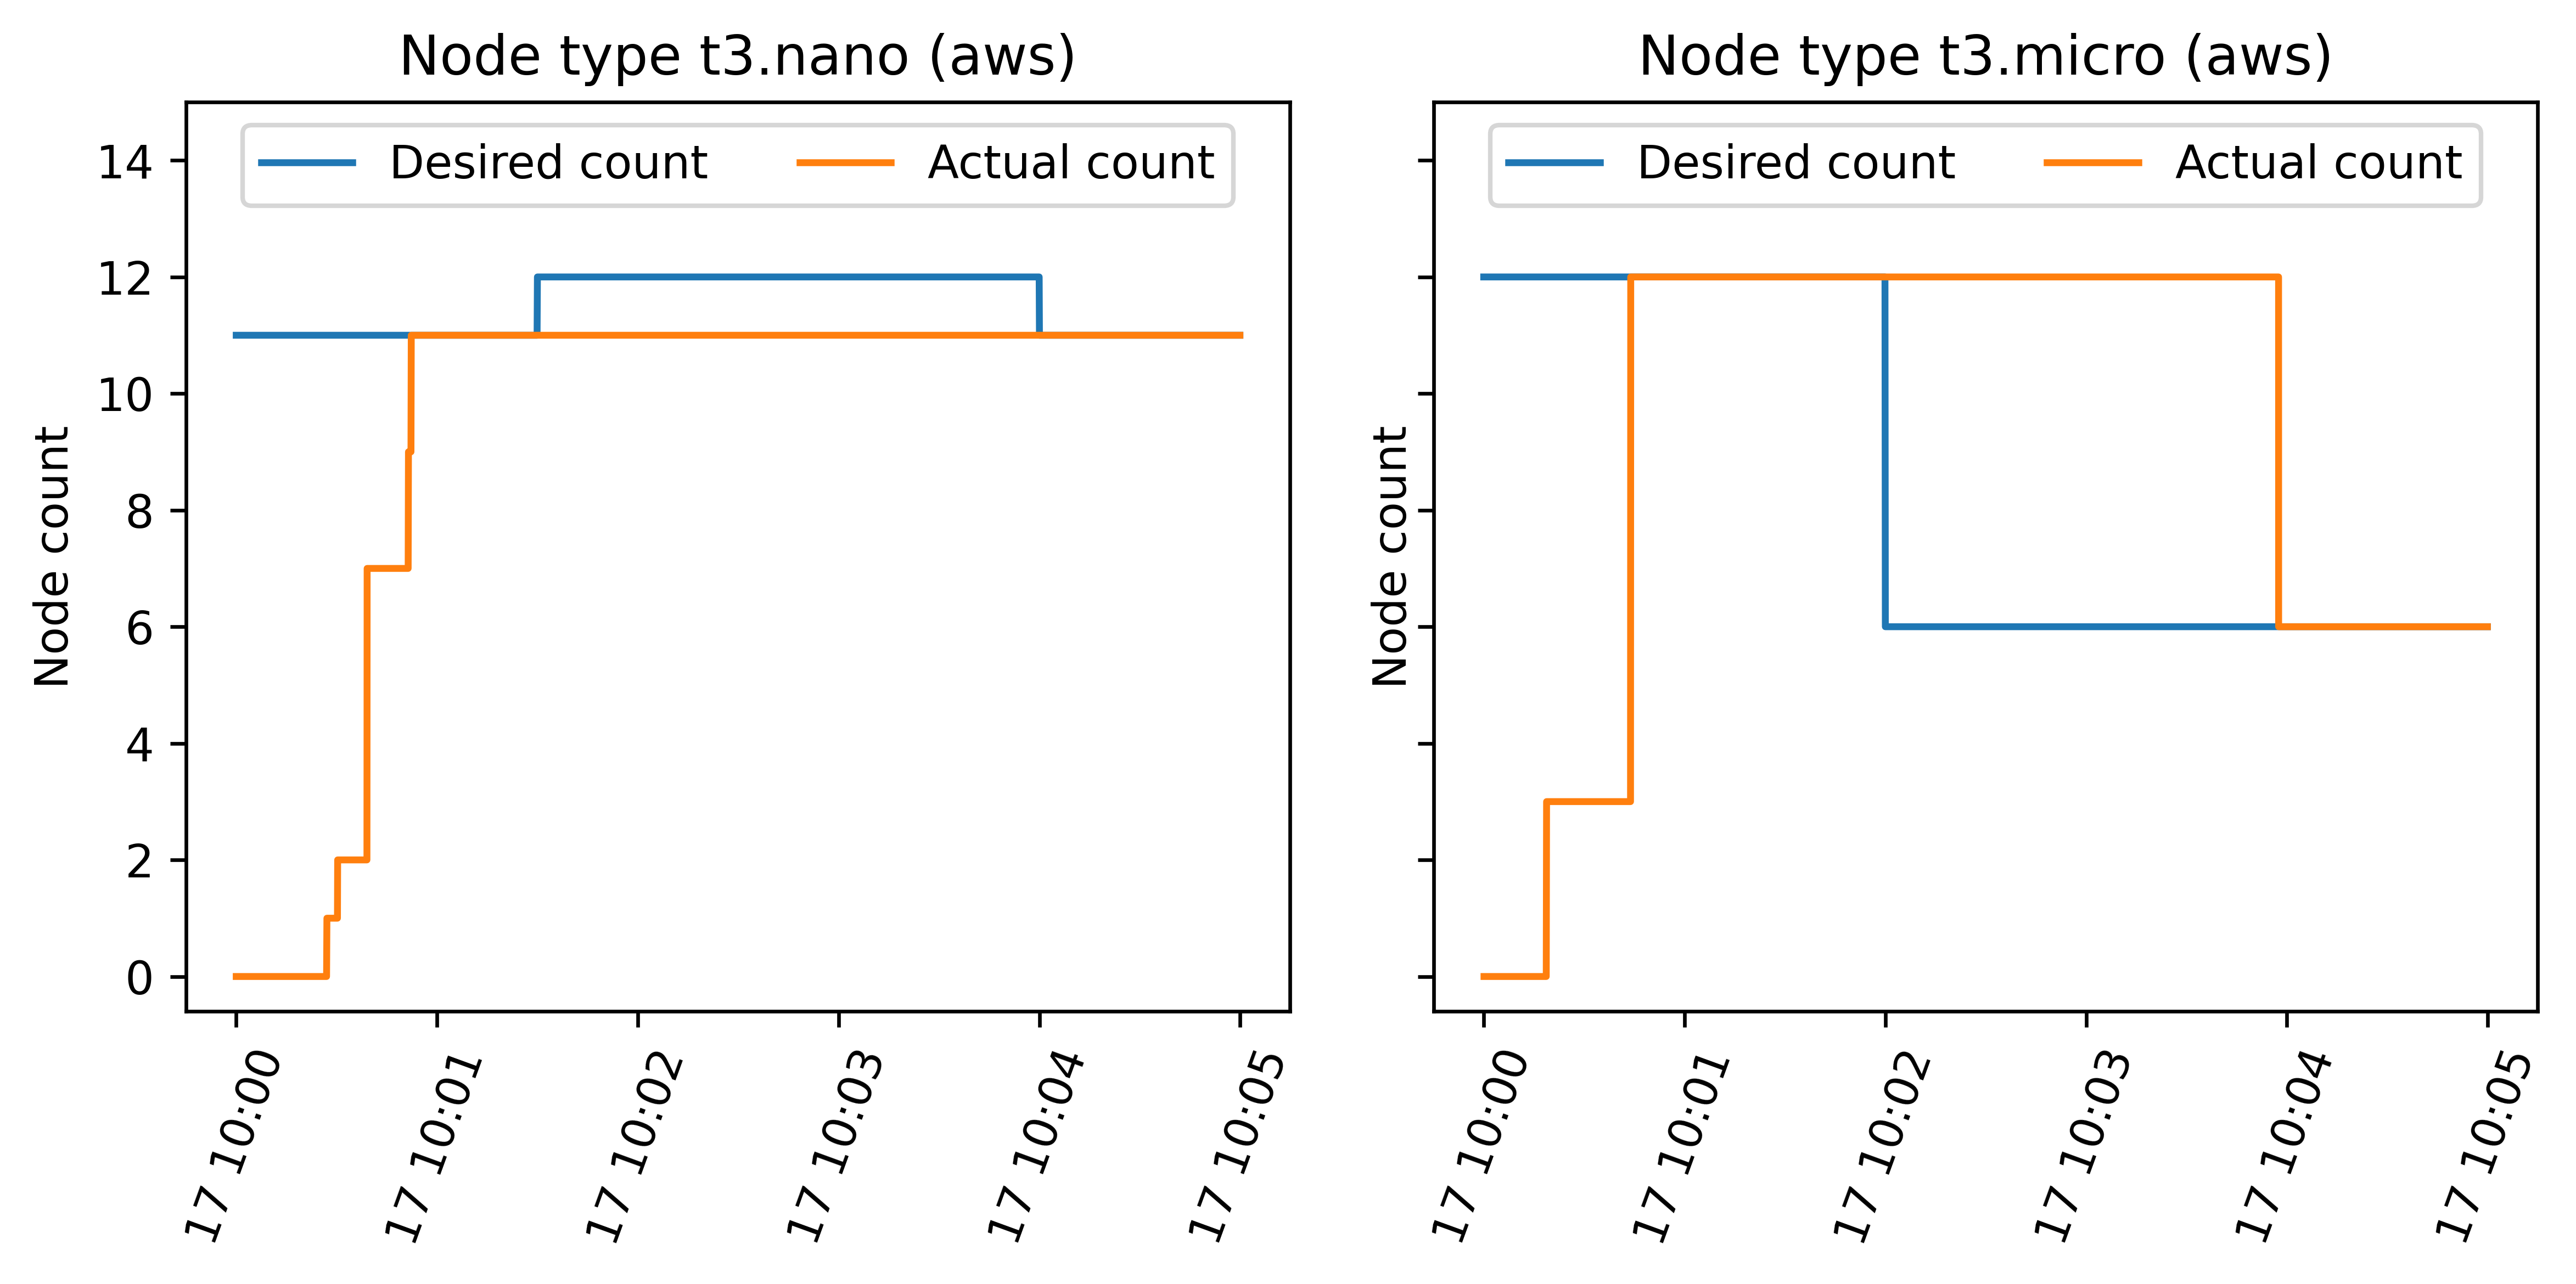 Node type t3.nano (aws)
Desired count
Actual count
Node count
14
12
10
8
6
4
2
0
17 10:00
17 10:01
17 10:02
17 10:03
17 10:04
17 10:05
Node type t3.micro (aws)
Desired count
Actual count
Node count
17 10:00
17 10:01
17 10:02
17 10:03
17 10:04
17 10:05